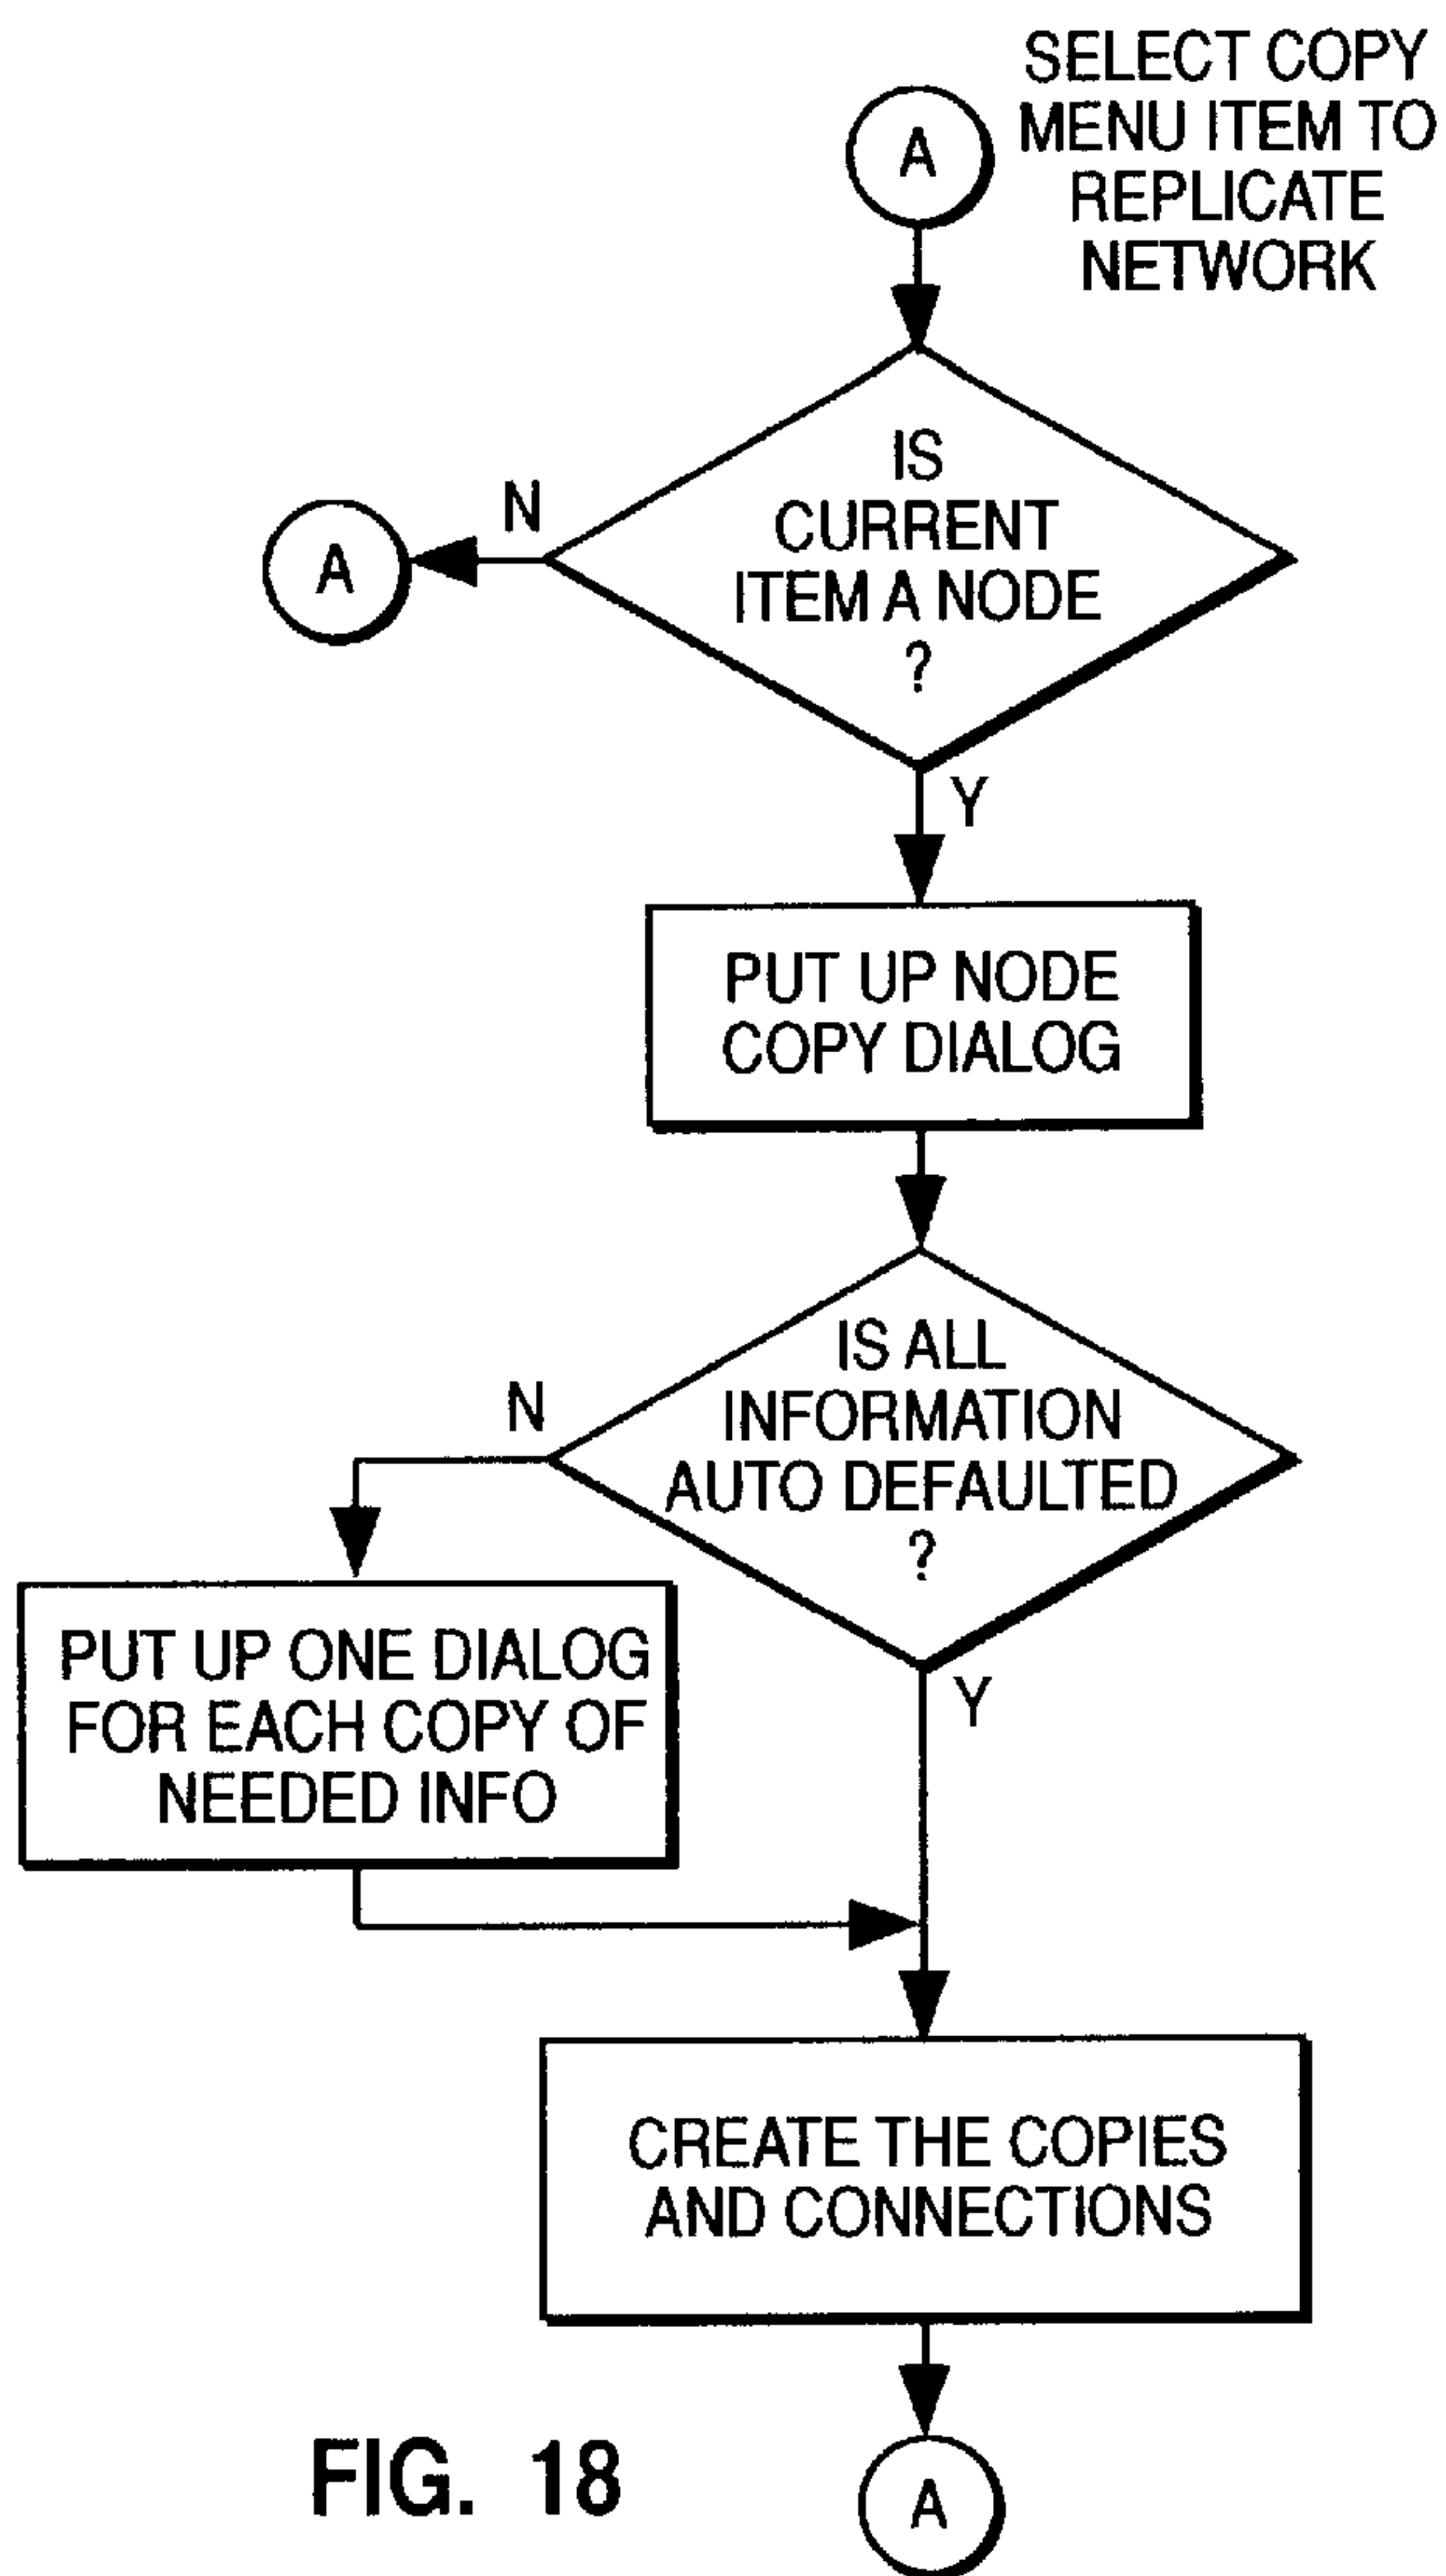 SELECT COPY
MENU ITEM TO
REPLICATE
NETWORK
A
IS
CURRENT
ITEM A NODE
?
N
A
Y
PUT UP NODE
COPY DIALOG
IS ALL
INFORMATION
AUTO DEFAULTED
?
N
Y
PUT UP ONE DIALOG
FOR EACH COPY OF
NEEDED INFO
CREATE THE COPIES
AND CONNECTIONS
A
FIG. 18